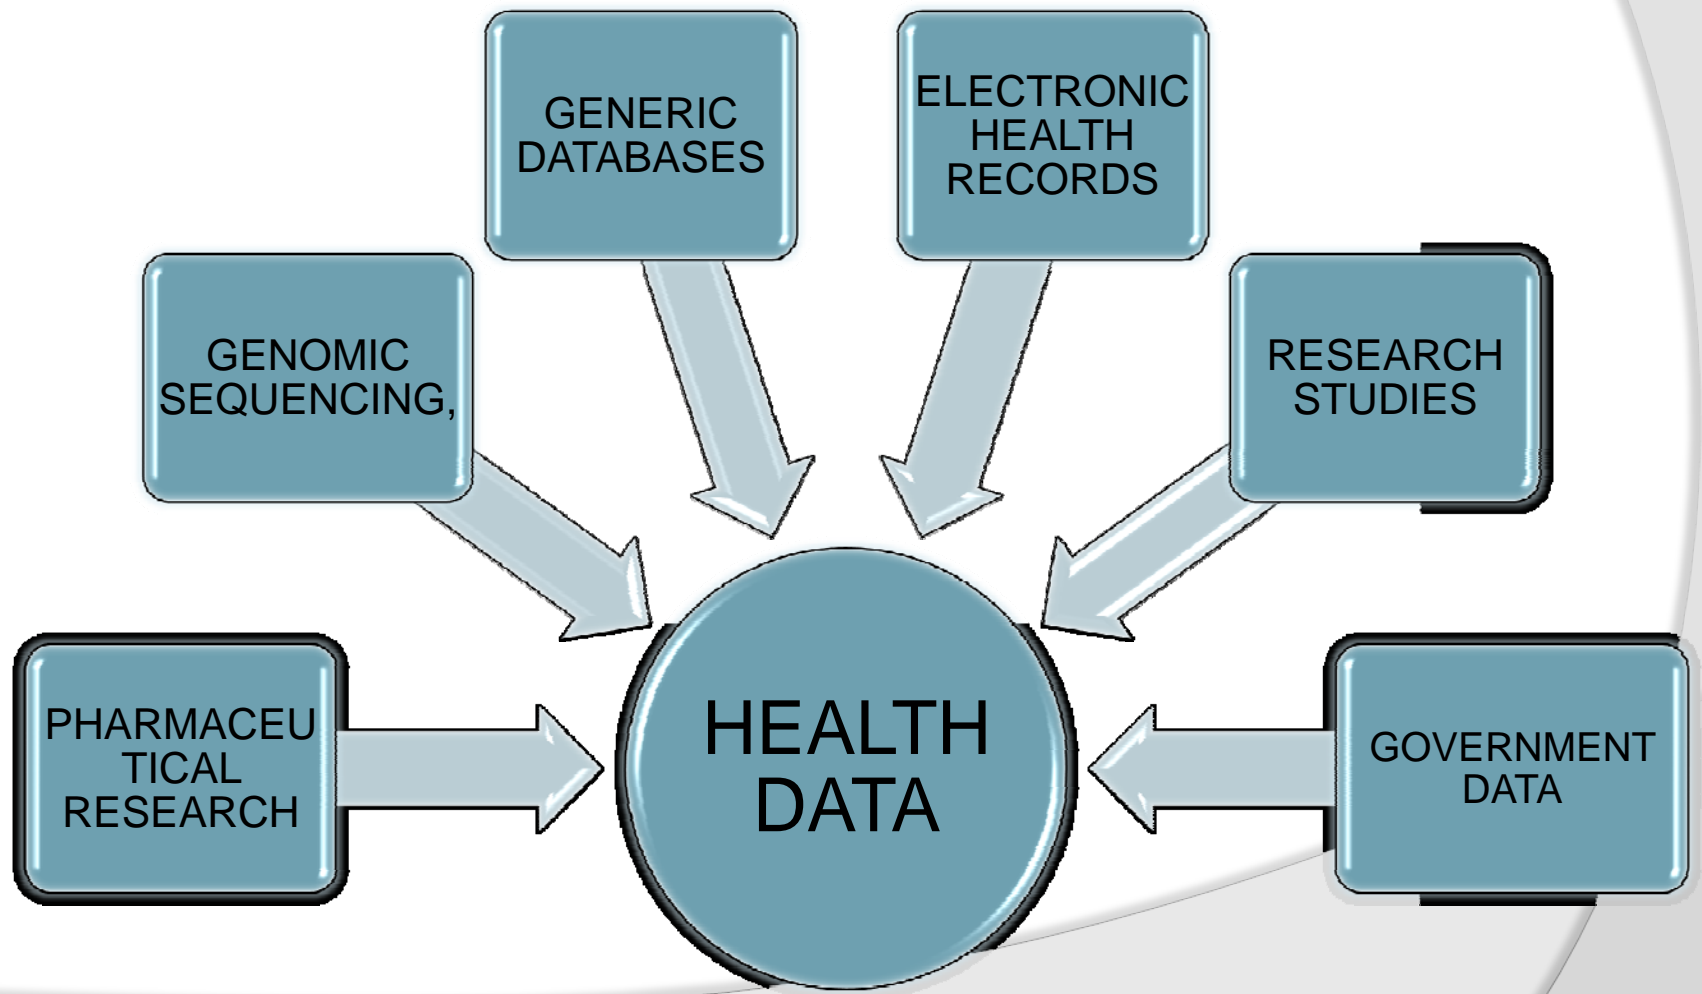 GENERIC
DATABASES
ELECTRONIC
HEALTH
RECORDS
GENOMIC
SEQUENCING,
RESEARCH
STUDIES
PHARMACEU
TICAL
RESEARCH
HEALTH
DATA
GOVERNMENT
DATA